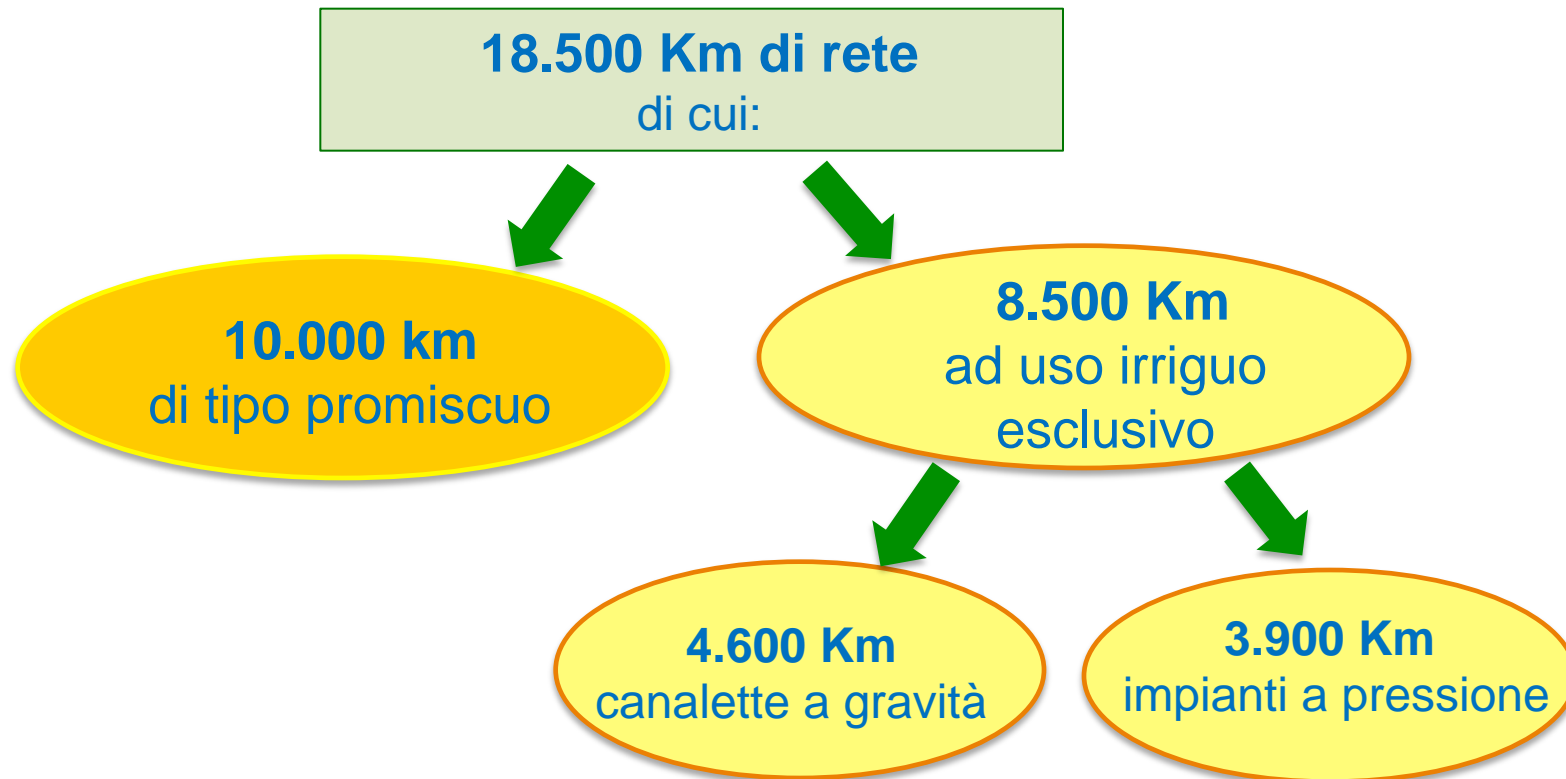 18.500 Km di rete
di cui:
10.000 km
di tipo promiscuo
8.500 Km
ad uso irriguo
esclusivo
4.600 Km
canalette a gravità
3.900 Km
impianti a pressione